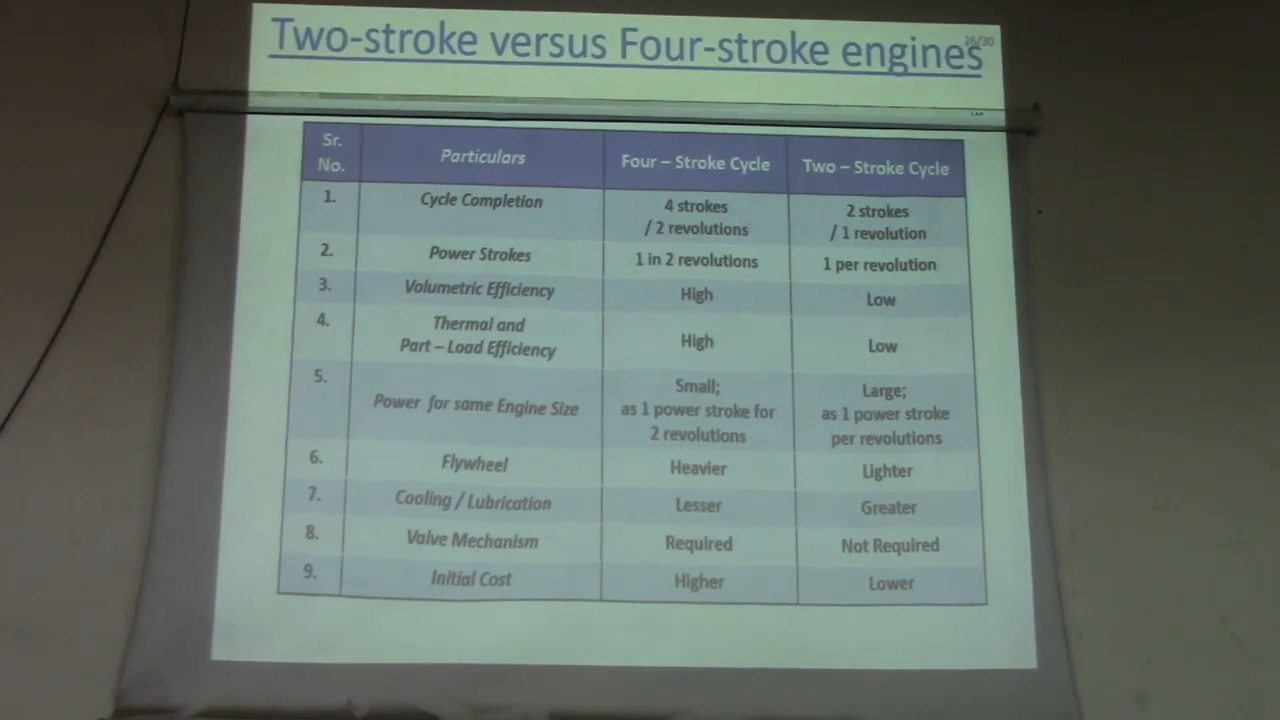 Two-stroke versus Four-stroke engines
26/30
Sr. No. Particulars Four – Stroke Cycle Two – Stroke Cycle
1. Cycle Completion 4 strokes / 2 revolutions 2 strokes / 1 revolution
2. Power Strokes 1 in 2 revolutions 1 per revolution
3. Volumetric Efficiency High Low
4. Thermal and Part – Load Efficiency High Low
5. Power for same Engine Size Small; as 1 power stroke for 2 revolutions Large; as 1 power stroke per revolutions
6. Flywheel Heavier Lighter
7. Cooling / Lubrication Lesser Greater
8. Valve Mechanism Required Not Required
9. Initial Cost Higher Lower